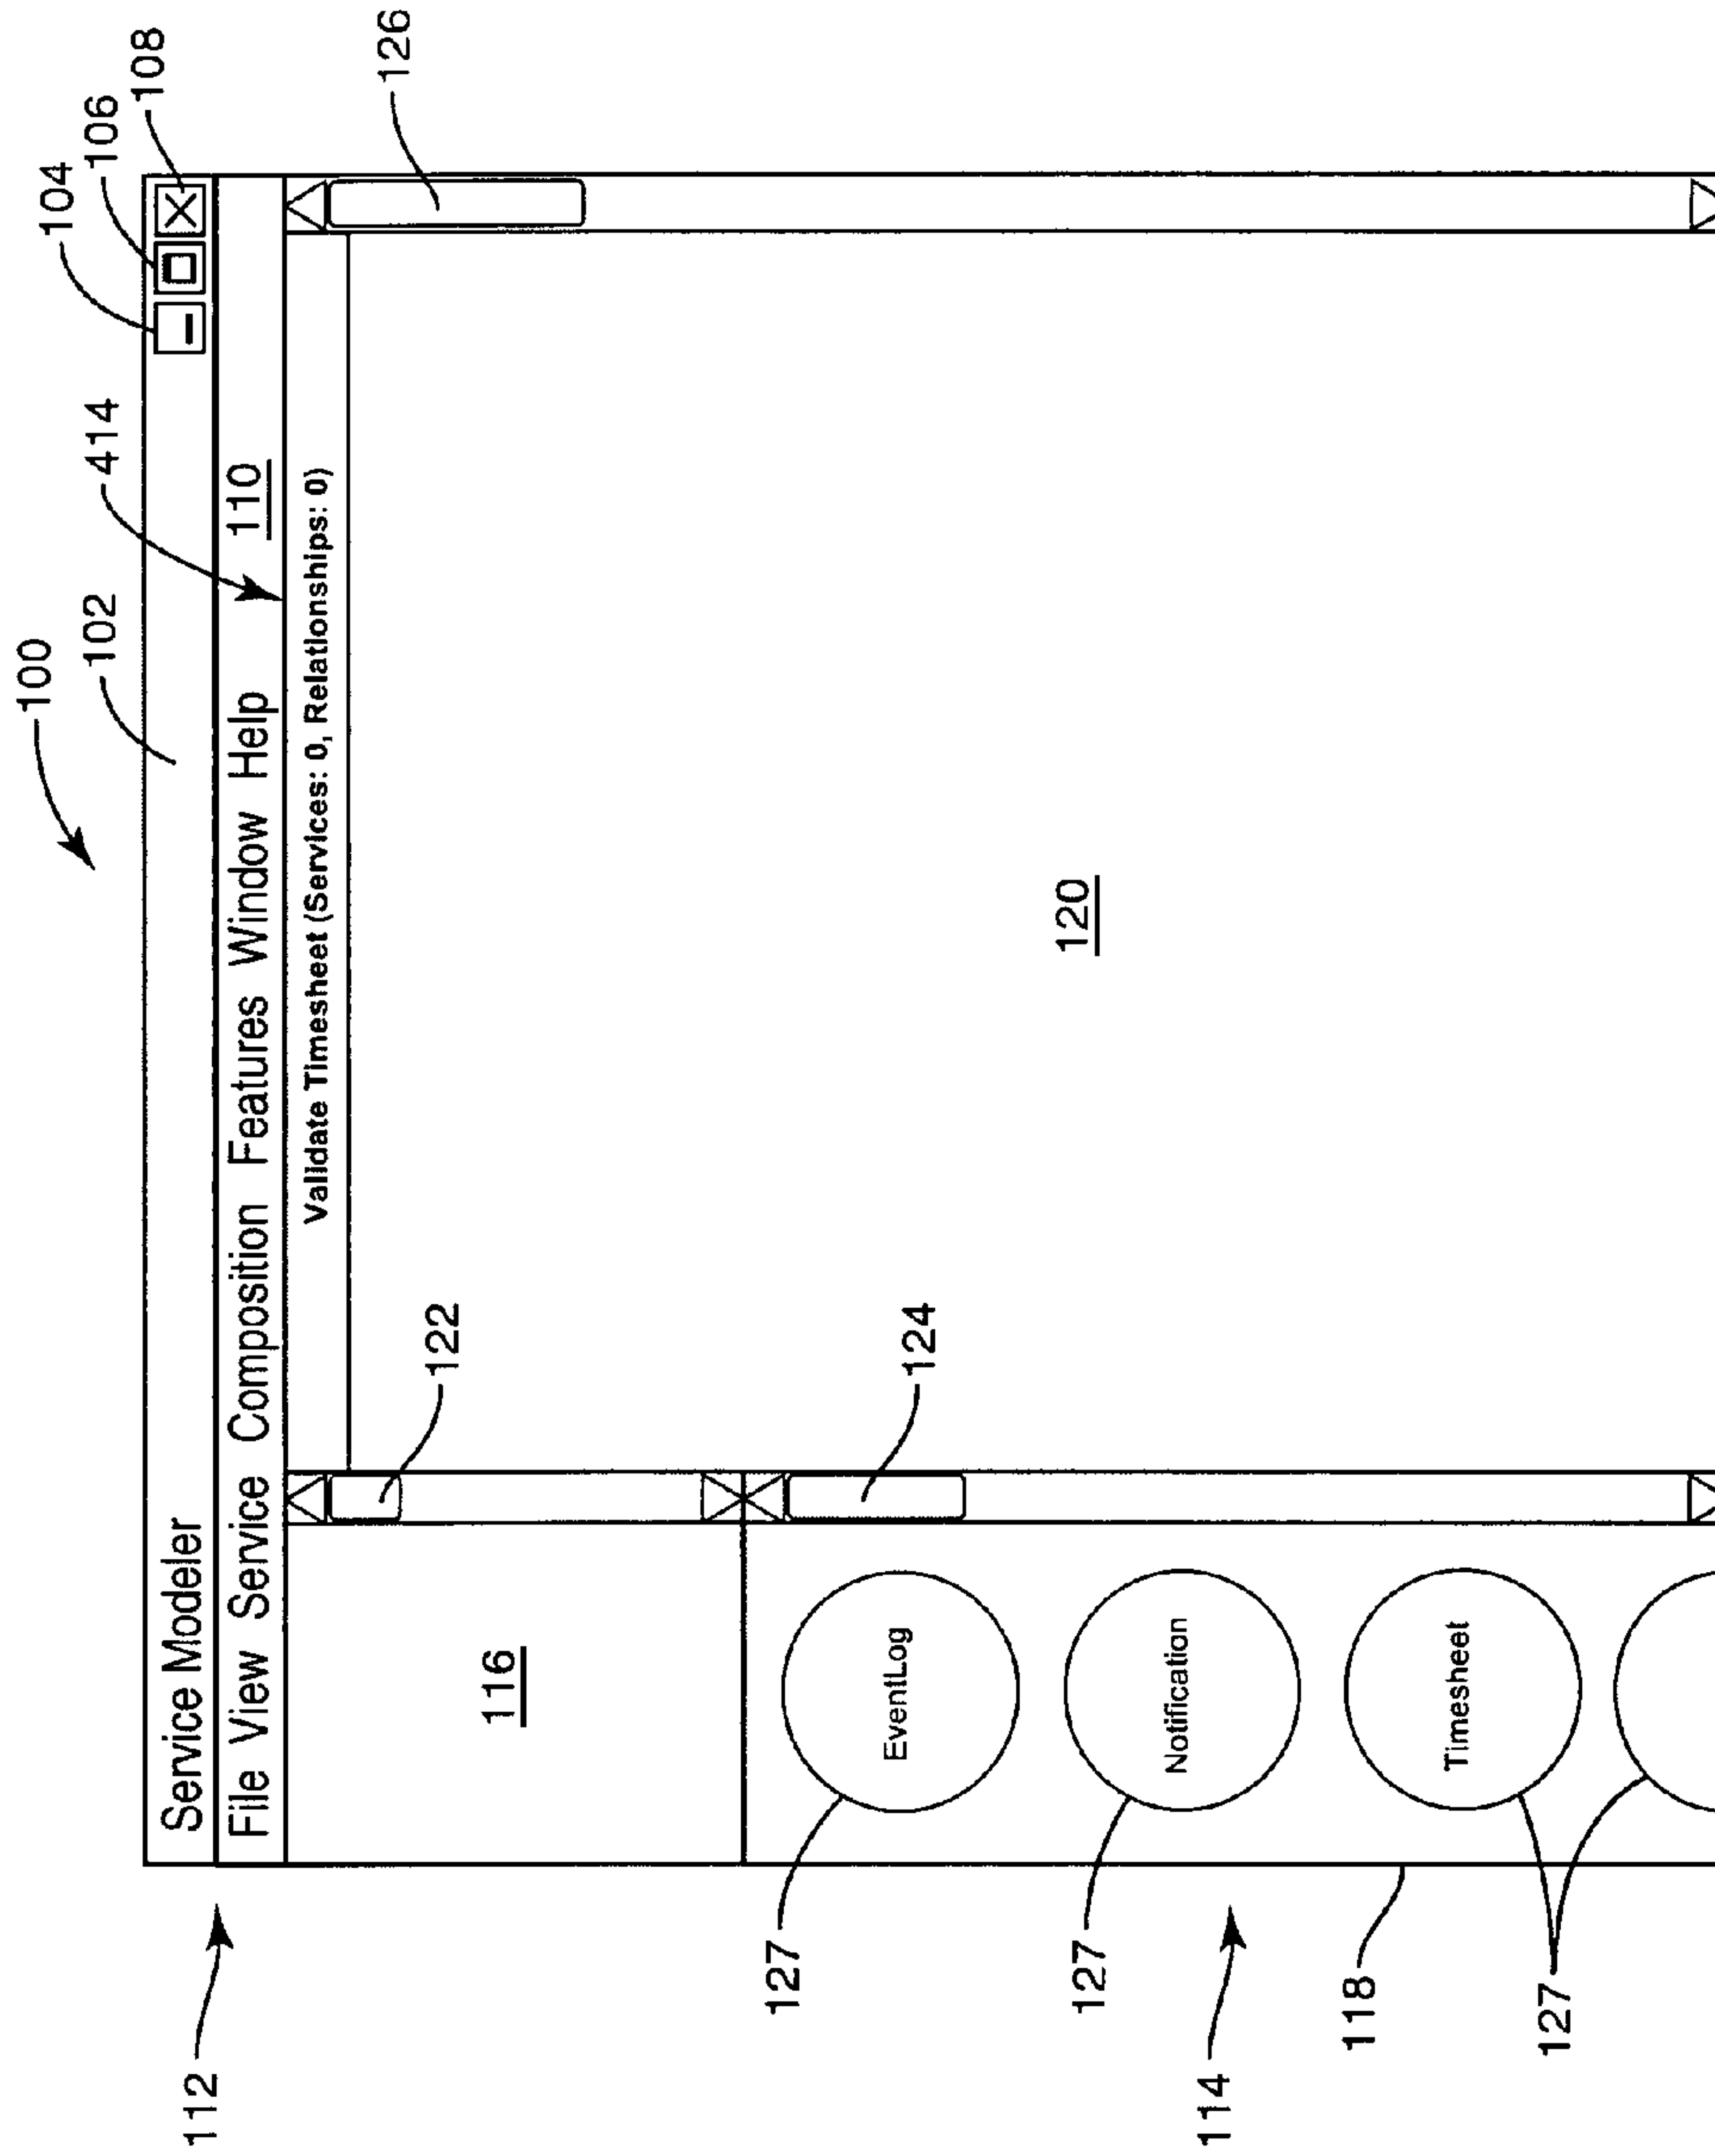 100
102
414
104
106
108
112
Service Modeler
File View Service Composition Features Window Help 110
Validate Timesheet (Services: 0, Relationships: 0)
122
126
116
127
EventLog
124
120
127
Notification
114
118
Timesheet
127